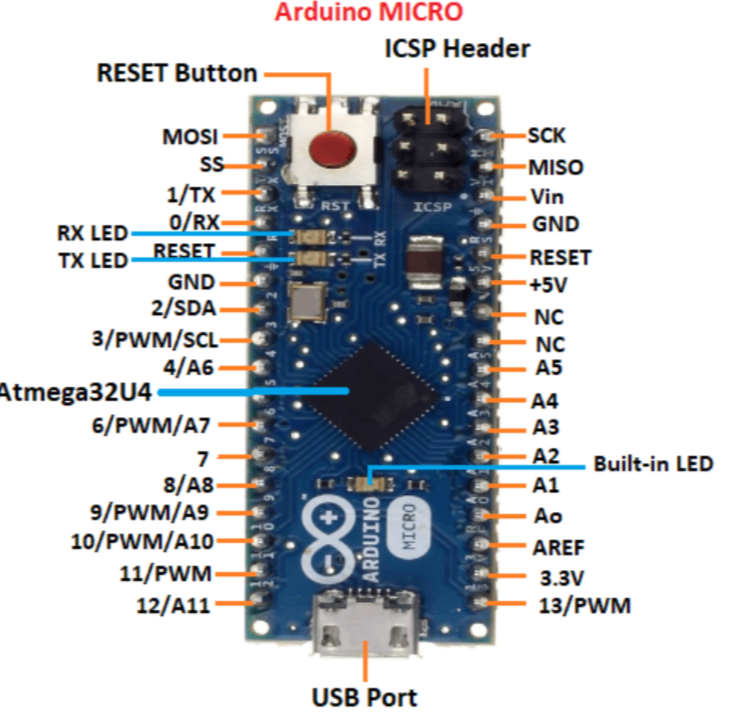 Arduino MICRO
ICSP Header
RESET Button
MOSI
SCK
SS
MISO
1/TX
Vin
0/RX
GND
RX LED
RESET
RESET
TX LED
GND
+5V
2/SDA
NC
3/PWM/SCL
NC
4/A6
A5
Atmega32U4
A4
6/PWM/A7
A3
7
A2
Built-in LED
8/A8
A1
9/PWM/A9
Ao
10/PWM/A10
AREF
11/PWM
3.3V
12/A11
13/PWM
USB Port
RST
ICSP
RX
TX
ARDUINO
MICRO